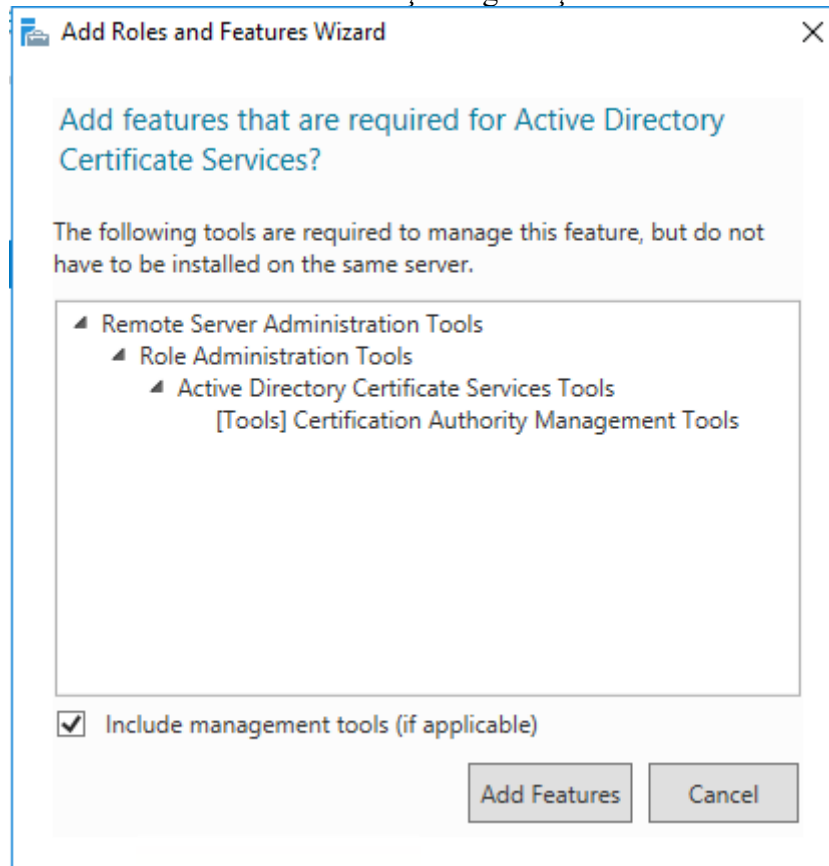 Add Roles and Features Wizard
Add features that are required for Active Directory
Certificate Services?
The following tools are required to manage this feature, but do not
have to be installed on the same server.
Remote Server Administration Tools
Role Administration Tools
Active Directory Certificate Services Tools
[Tools] Certification Authority Management Tools
Include management tools (if applicable)
Add Features
Cancel